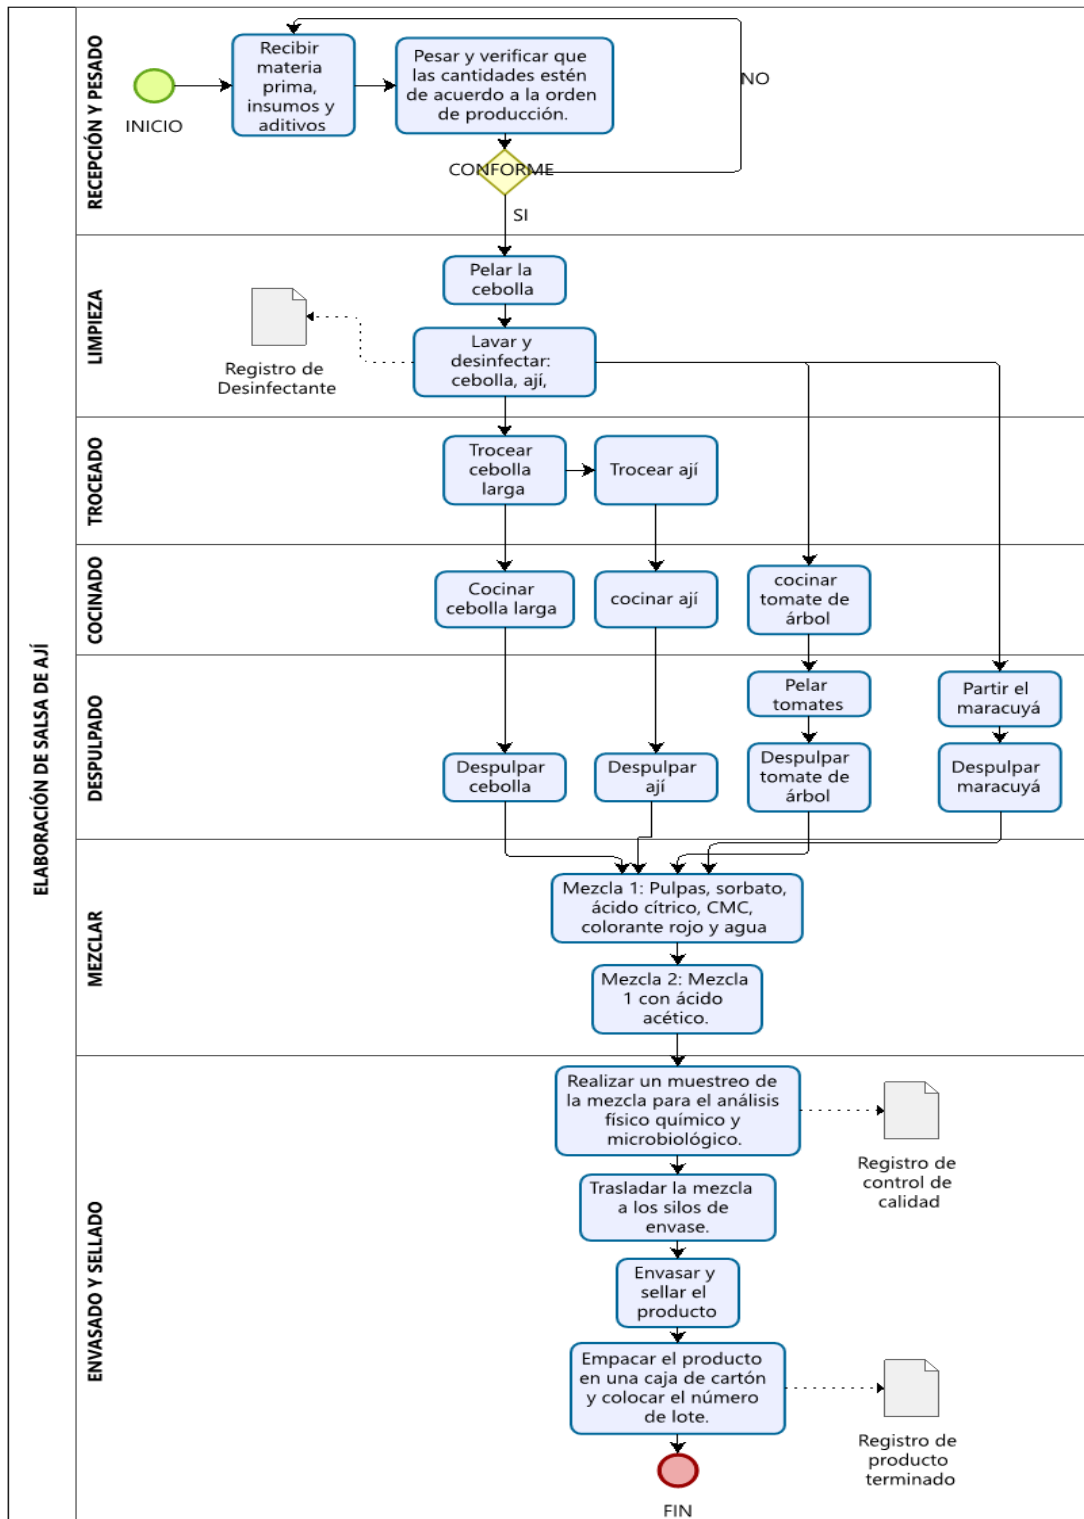 ELABORACIÓN DE SALSA DE AJÍ
RECEPCIÓN Y PESADO
INICIO
Recibir
materia
prima,
insumos y
aditivos
Pesar y verificar que
las cantidades estén
de acuerdo a la orden
de producción.
NO
CONFORME
SI
LIMPIEZA
Pelar la
cebolla
Lavar y
desinfectar:
cebolla, ají,
Registro de
Desinfectante
TROCEADO
Trocear
cebolla
larga
Trocear ají
COCINADO
Cocinar
cebolla larga
cocinar ají
cocinar
tomate de
árbol
DESPULPADO
Pelar
tomates
Partir el
maracuyá
Despulpar
cebolla
Despulpar
ají
Despulpar
tomate de
árbol
Despulpar
maracuyá
MEZCLAR
Mezcla 1: Pulpas, sorbato,
ácido cítrico, CMC,
colorante rojo y agua
Mezcla 2: Mezcla
1 con ácido
acético.
ENVASADO Y SELLADO
Realizar un muestreo de
la mezcla para el análisis
físico químico y
microbiológico.
Registro de
control de
calidad
Trasladar la mezcla
a los silos de
envase.
Envasar y
sellar el
producto
Empacar el producto
en una caja de cartón
y colocar el número
de lote.
Registro de
producto
terminado
FIN